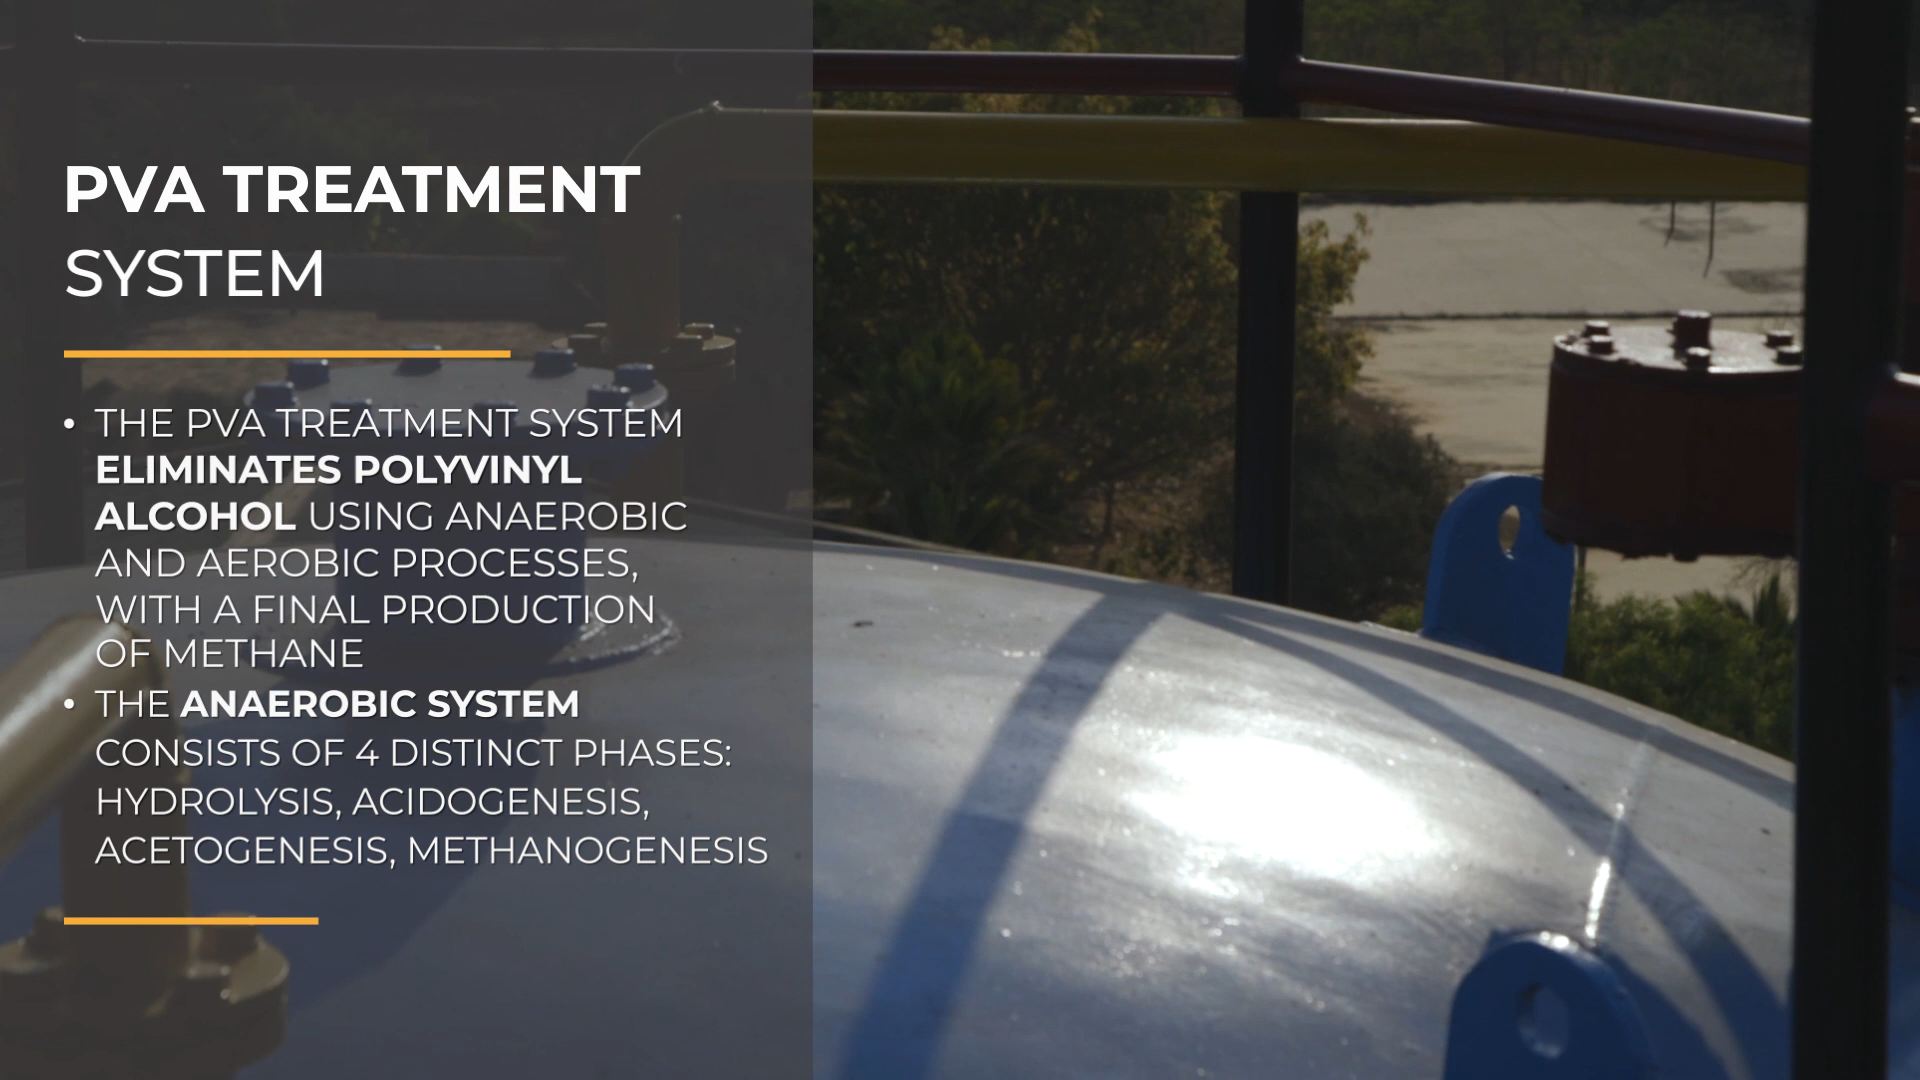 PVA TREATMENT
SYSTEM
• THE PVA TREATMENT SYSTEM
ELIMINATES POLYVINYL
ALCOHOL USING ANAEROBIC
AND AEROBIC PROCESSES,
WITH A FINAL PRODUCTION
OF METHANE
• THE ANAEROBIC SYSTEM
CONSISTS OF 4 DISTINCT PHASES:
HYDROLYSIS, ACIDOGENESIS,
ACETOGENESIS, METHANOGENESIS